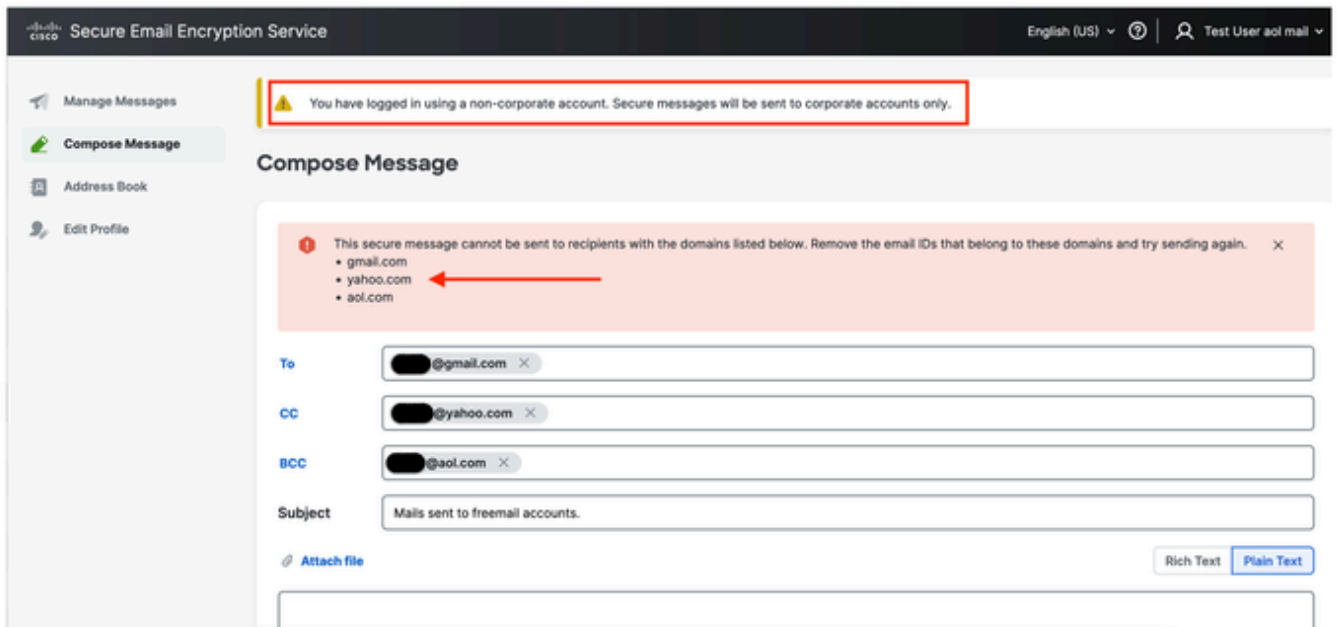 CISCO Secure Email Encryption Service
English (US)
Test User aol mail
Manage Messages
Compose Message
Address Book
Edit Profile
You have logged in using a non-corporate account. Secure messages will be sent to corporate accounts only.
Compose Message
This secure message cannot be sent to recipients with the domains listed below. Remove the email IDs that belong to these domains and try sending again.
• gmail.com
• yahoo.com
• aol.com
To @gmail.com
CC @yahoo.com
BCC @aol.com
Subject Mails sent to freemail accounts.
Attach file
Rich Text Plain Text